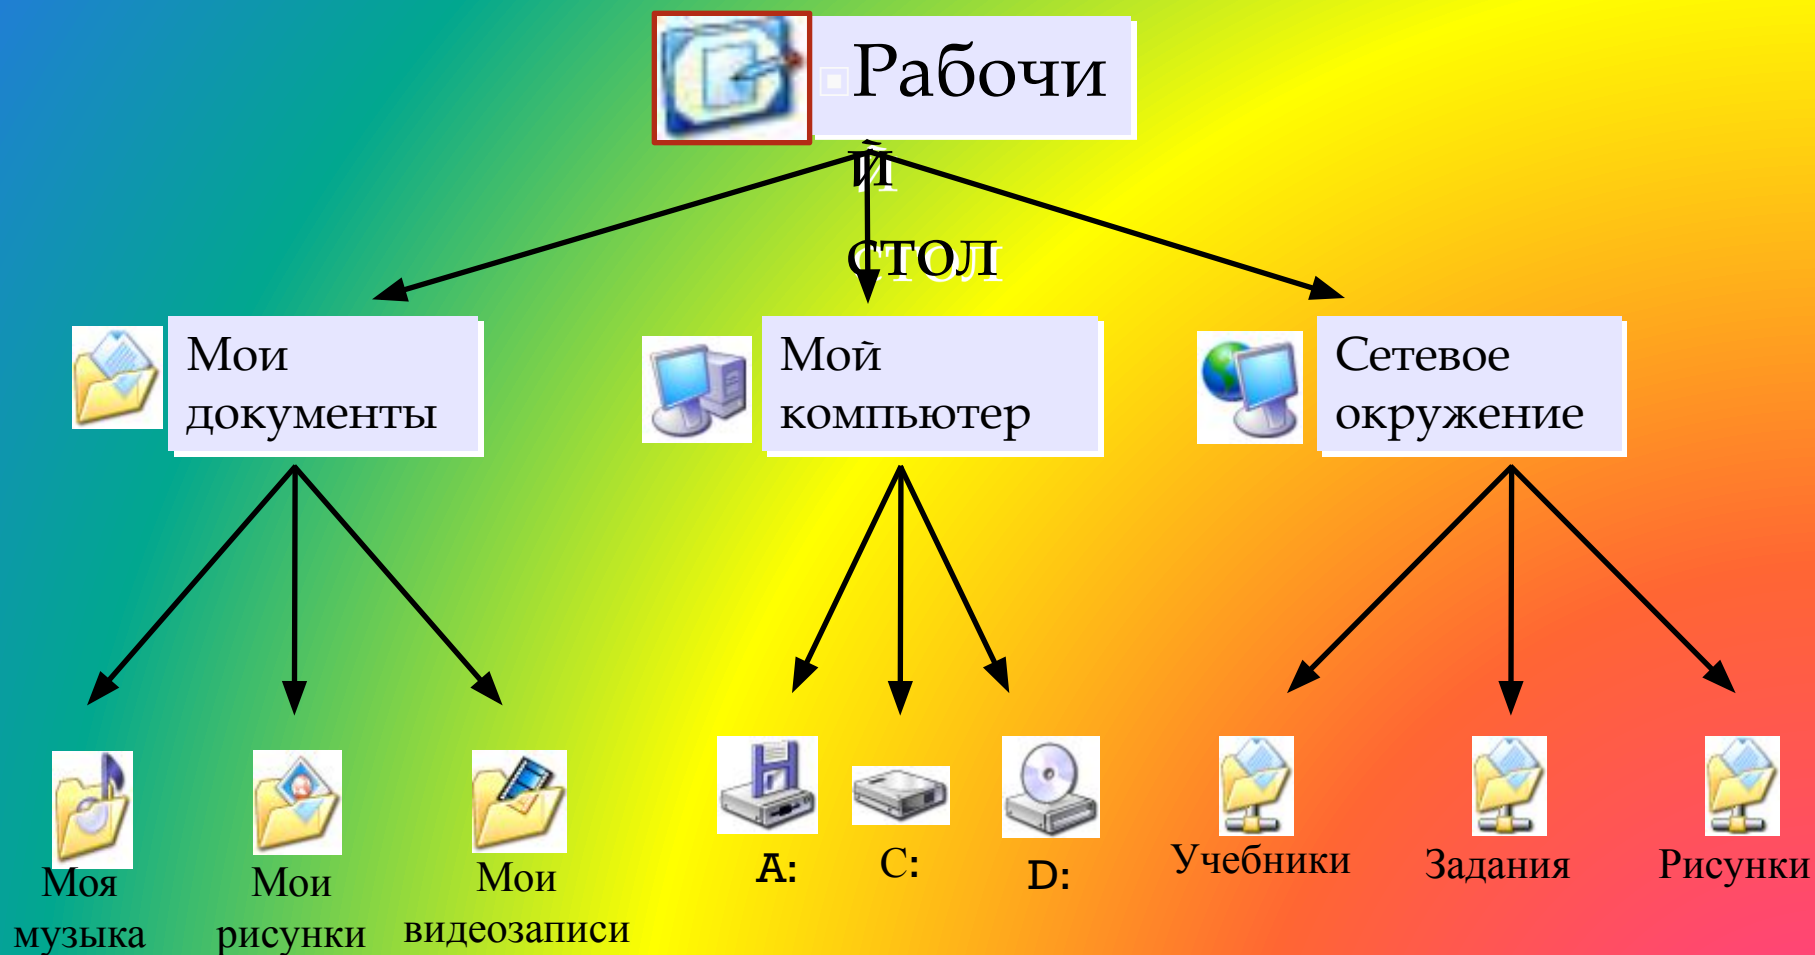 Рабочи
й
стол
Мои
документы
Мой
компьютер
Сетевое
окружение
Моя
музыка
Мои
рисунки
Мои
видеозаписи
A:
C:
D:
Учебники
Задания
Рисунки